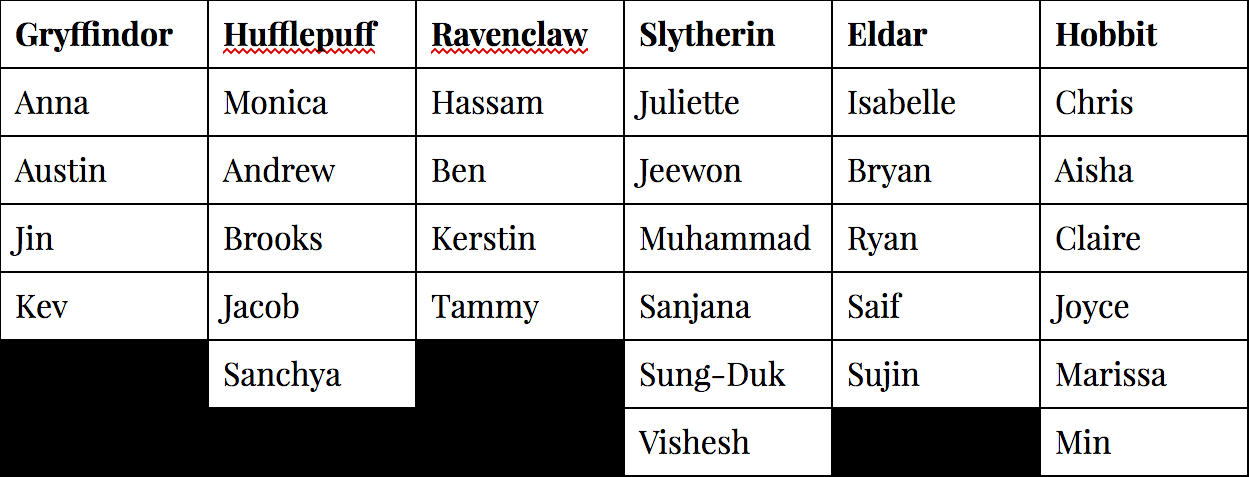 Gryffindor Hufflepuff Ravenclaw Slytherin Eldar Hobbit
Anna Monica Hassam Juliette Isabelle Chris
Austin Andrew Ben Jeewon Bryan Aisha
Jin Brooks Kerstin Muhammad Ryan Claire
Kev Jacob Tammy Sanjana Saif Joyce
Sanchya Sung-Duk Sujin Marissa
Vishesh Min